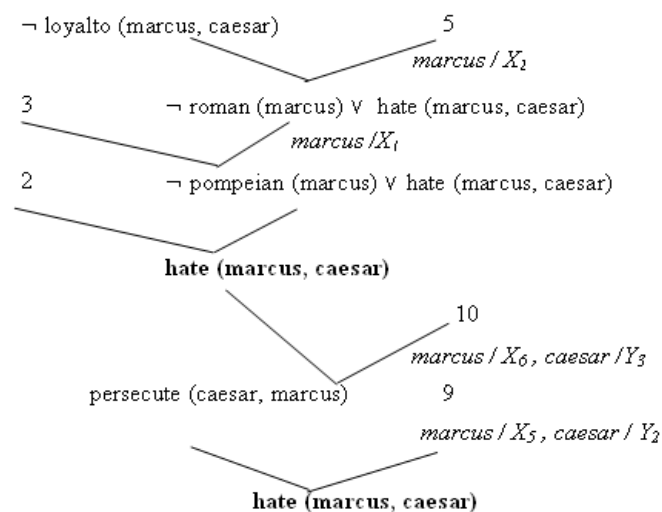 ¬ loyalto (marcus, caesar) 5
marcus / X₂
3 ¬ roman (marcus) ∨ hate (marcus, caesar)
marcus /X₁
2 ¬ pompeian (marcus) ∨ hate (marcus, caesar)
hate (marcus, caesar)
10
marcus / X₆ , caesar /Y₃
persecute (caesar, marcus) 9
marcus / X₅ , caesar / Y₂
hate (marcus, caesar)